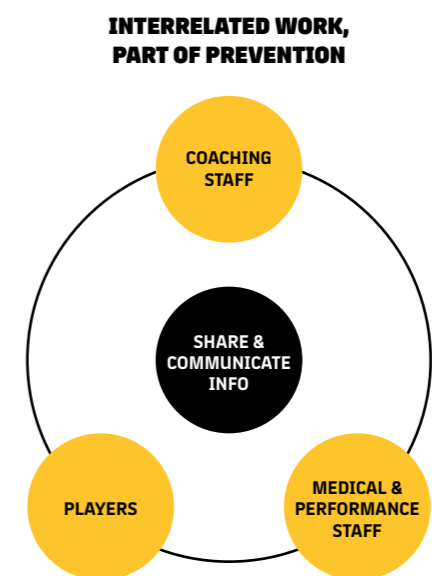 INTERRELATED WORK,
PART OF PREVENTION
COACHING
STAFF
SHARE &
COMMUNICATE
INFO
PLAYERS
MEDICAL &
PERFORMANCE
STAFF